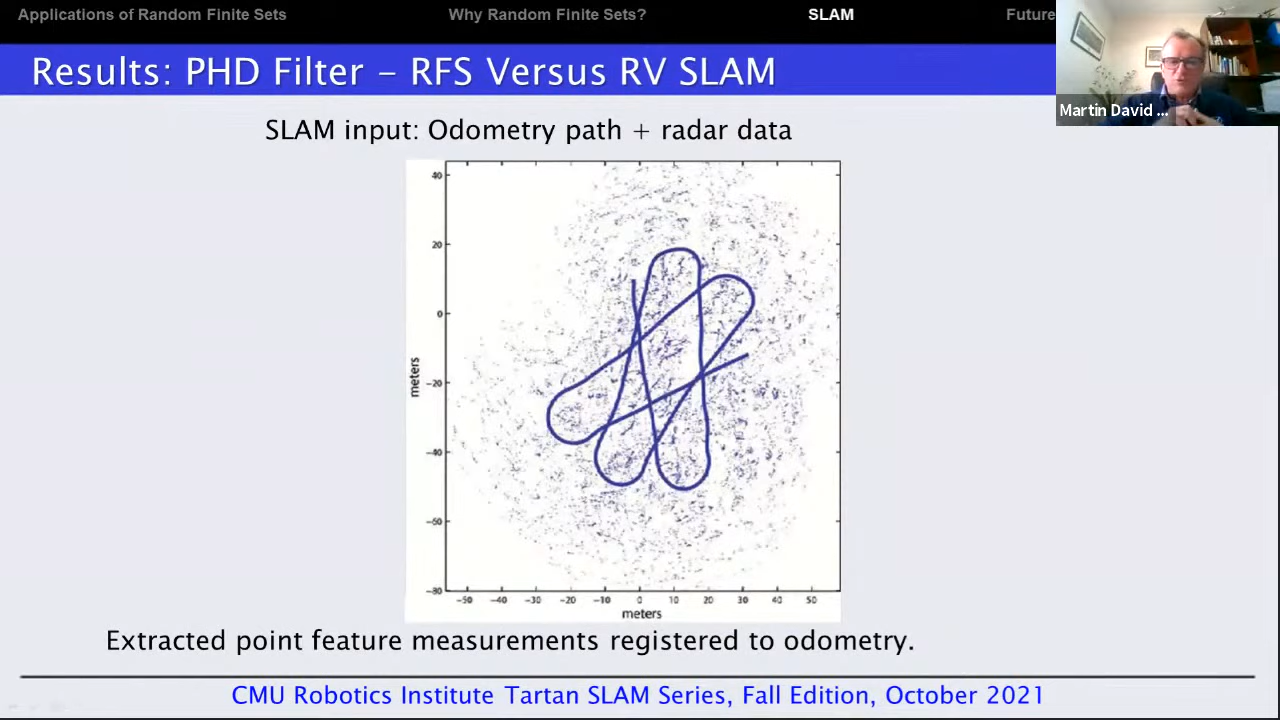 Applications of Random Finite Sets
Why Random Finite Sets?
SLAM
Future
Results: PHD Filter – RFS Versus RV SLAM
Martin David ...
SLAM input: Odometry path + radar data
40
20
0
−20
−40
−80
meters
−50 −40 −30 −20 −10 0 10 20 30 40 50
meters
Extracted point feature measurements registered to odometry.
CMU Robotics Institute Tartan SLAM Series, Fall Edition, October 2021